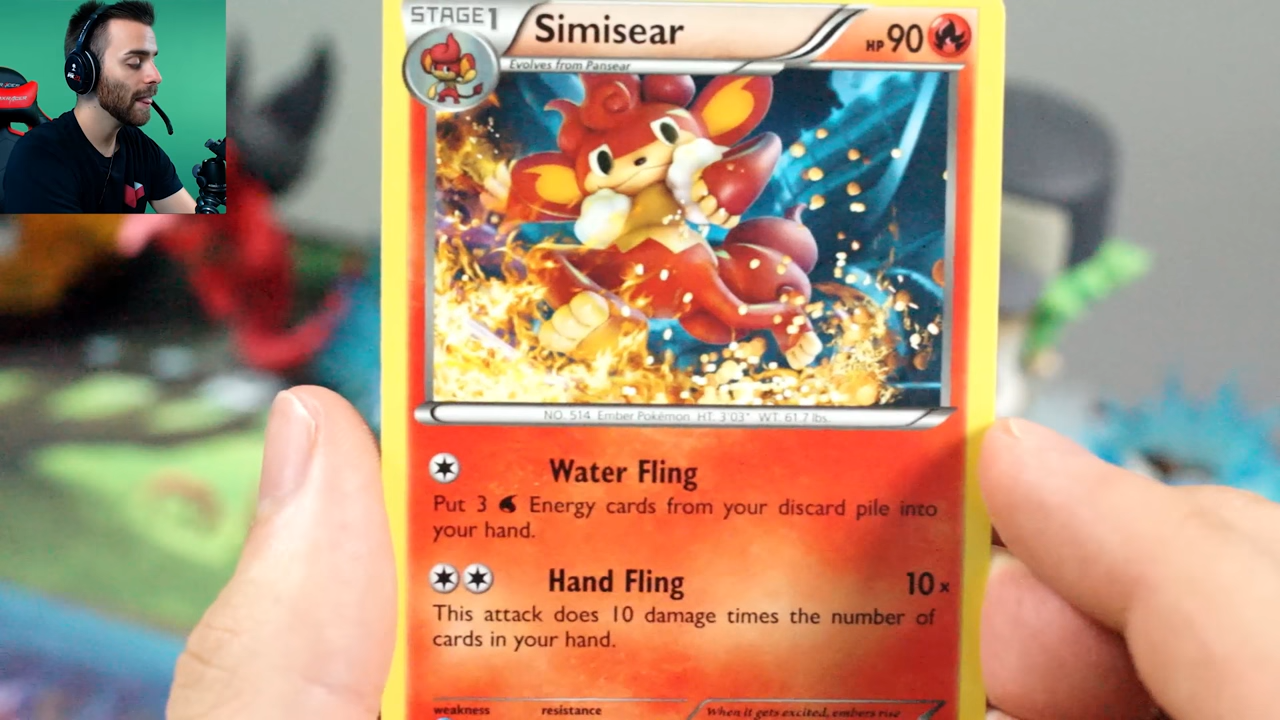 STAGE1
Simisear
HP 90
Evolves from Pansear
NO. 514 Ember Pokémon HT. 3'03" WT. 61.7 lbs.
Water Fling
Put 3 Energy cards from your discard pile into
your hand.
Hand Fling 10×
This attack does 10 damage times the number of
cards in your hand.
weakness resistance
When it gets excited, embers rise